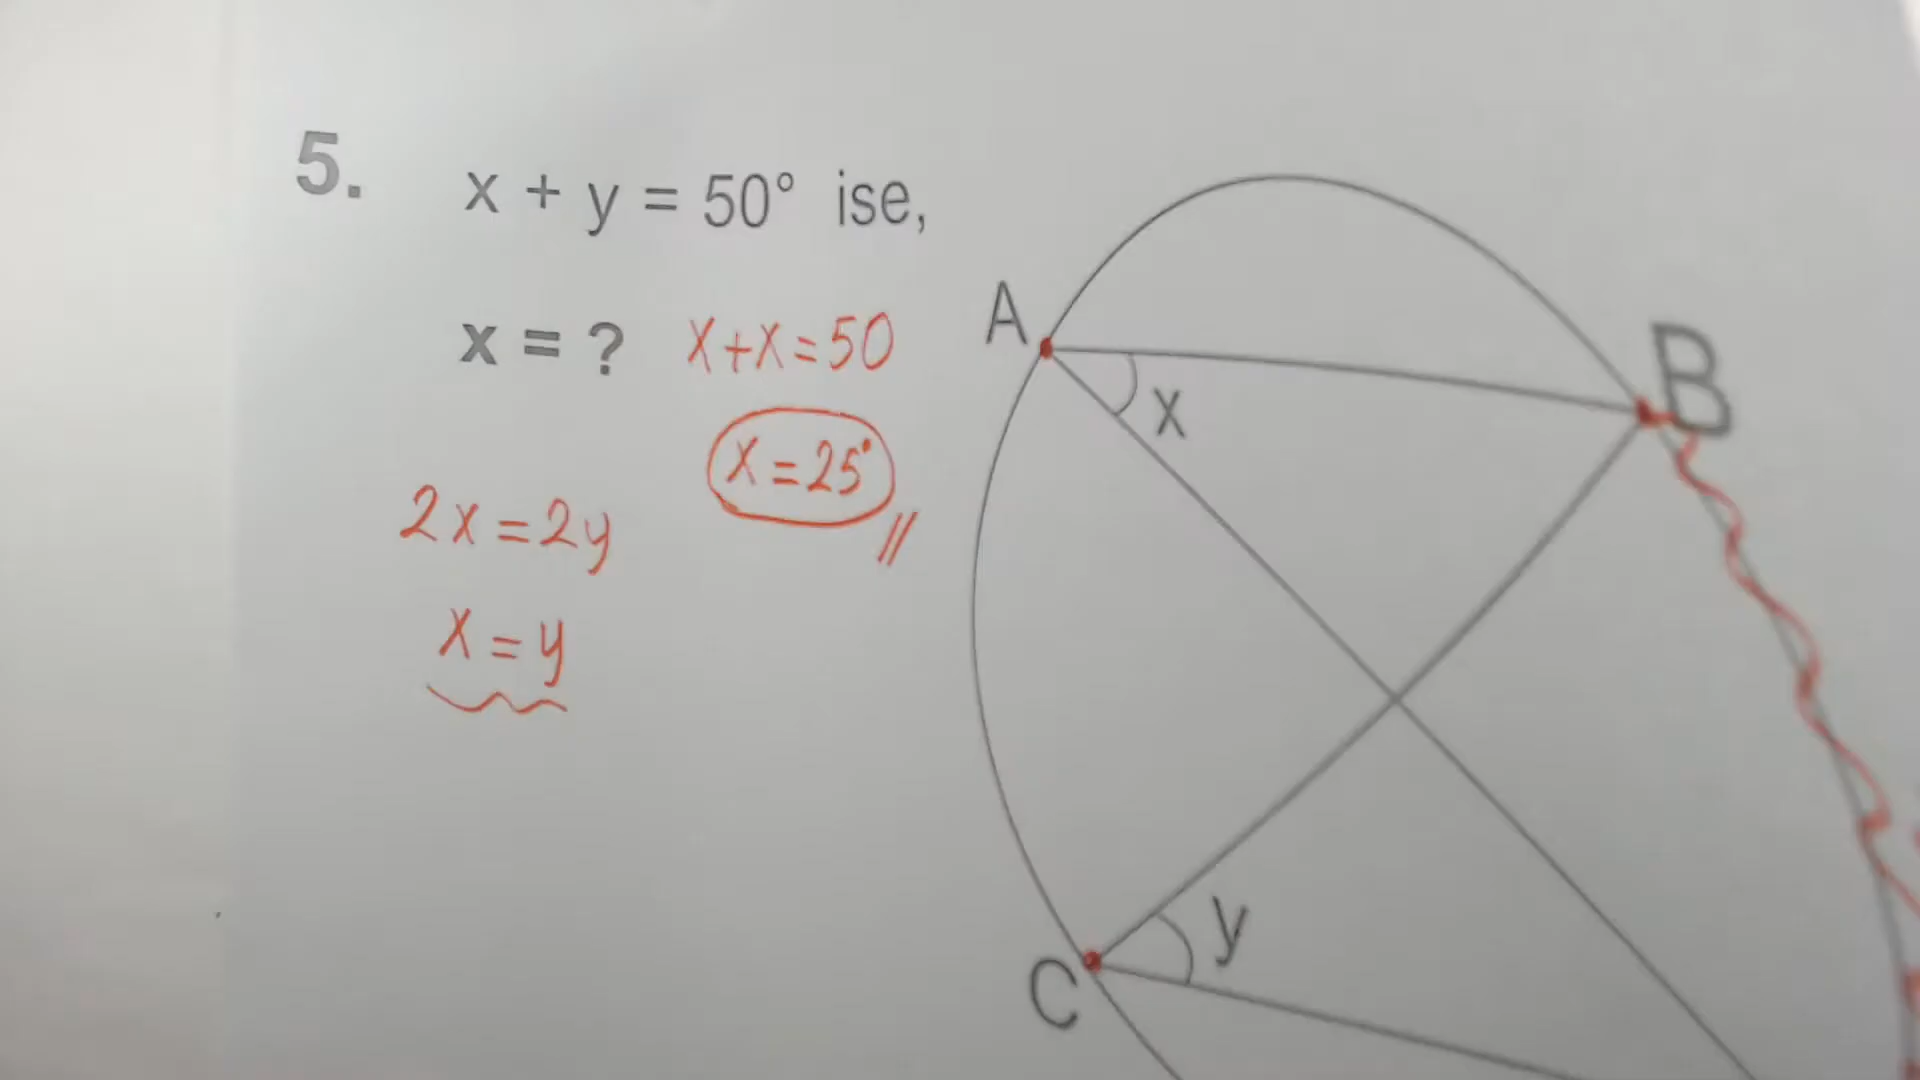 5. x + y = 50° ise,
x = ? x+x=50
x=25°
2x=2y
x=y
A
B
x
y
C